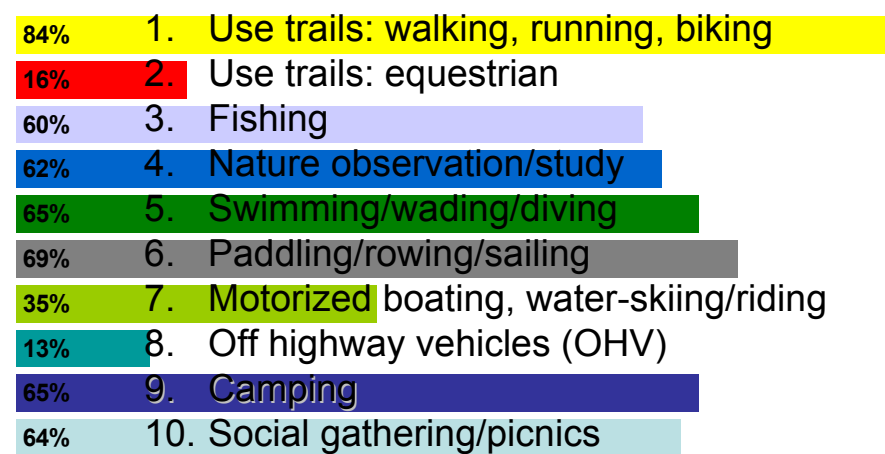 84% 1. Use trails: walking, running, biking
16% 2. Use trails: equestrian
60% 3. Fishing
62% 4. Nature observation/study
65% 5. Swimming/wading/diving
69% 6. Paddling/rowing/sailing
35% 7. Motorized boating, water-skiing/riding
13% 8. Off highway vehicles (OHV)
65% 9. Camping
64% 10. Social gathering/picnics